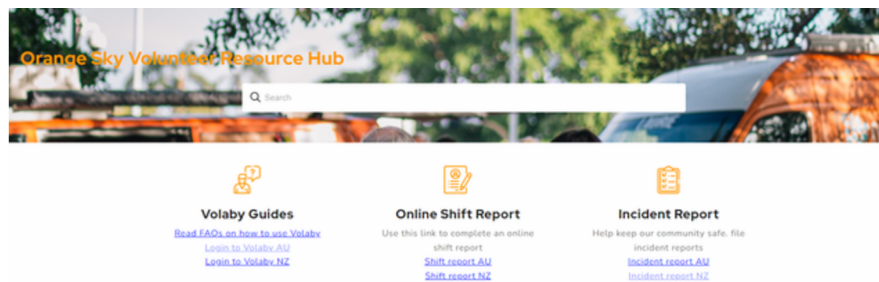 Orange Sky Volunteer Resource Hub
Search
Volaby Guides
Read FAQs on how to use Volaby
Login to Volaby AU
Login to Volaby NZ
Online Shift Report
Use this link to complete an online
shift report
Shift report AU
Shift report NZ
Incident Report
Help keep our community safe. file
incident reports
Incident report AU
Incident report NZ